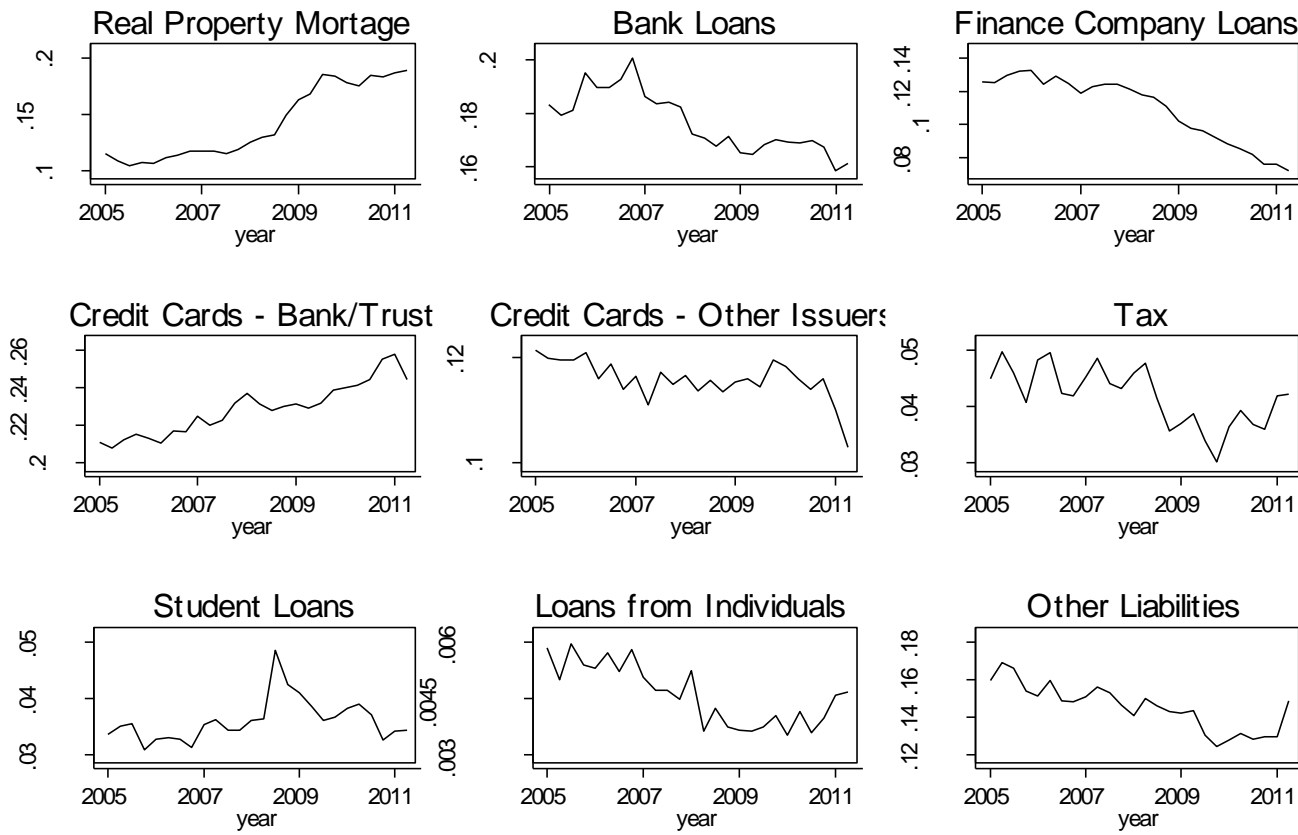 Real Property Mortage
.2
.15
.1
2005 2007 2009 2011
year
Bank Loans
.2
.18
.16
2005 2007 2009 2011
year
Finance Company Loans
.14
.12
.1
.08
2005 2007 2009 2011
year
Credit Cards - Bank/Trust
.26
.24
.22
.2
2005 2007 2009 2011
year
Credit Cards - Other Issuers
.12
.1
2005 2007 2009 2011
year
Tax
.05
.04
.03
2005 2007 2009 2011
year
Student Loans
.05
.04
.03
2005 2007 2009 2011
year
Loans from Individuals
.006
.0045
.003
2005 2007 2009 2011
year
Other Liabilities
.18
.16
.14
.12
2005 2007 2009 2011
year